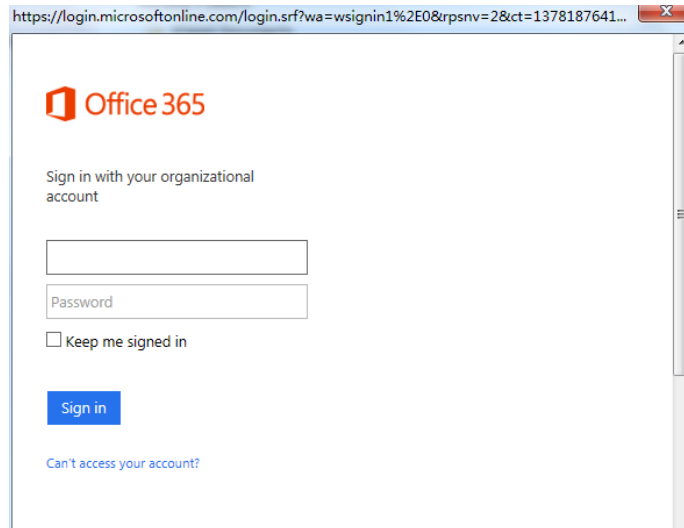 https://login.microsoftonline.com/login.srf?wa=wsignin1%2E0&rpsnv=2&ct=1378187641...
Office 365
Sign in with your organizational
account
Password
Keep me signed in
Sign in
Can't access your account?